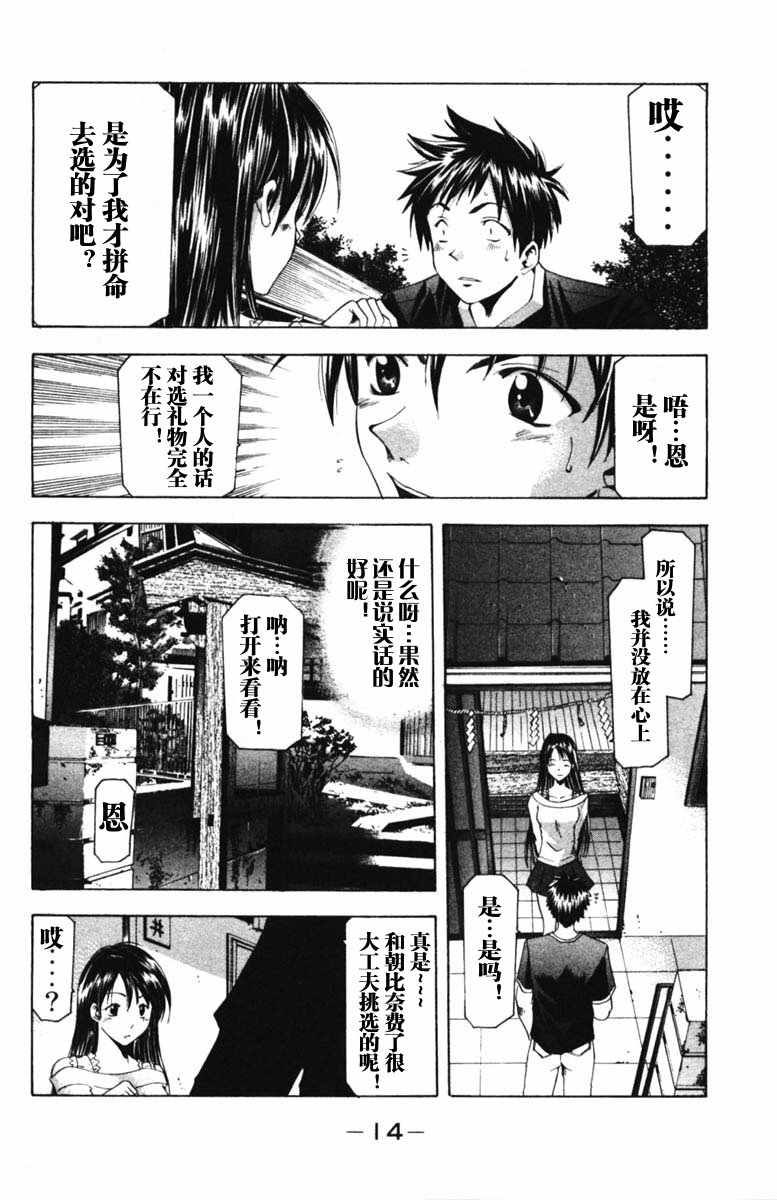 哎……
是为了我才拼命
去选的对吧？
唔…恩
是呀！
我一个人的话
对选礼物完全
不在行！
所以说……
我并没放在心上
是…是吗！
什么呀…果然
还是说实话的
好呢！
呐…呐
打开来看看！
恩
真是~~
和朝比奈费了很
大工夫挑选的呢！
哎…？
－14－